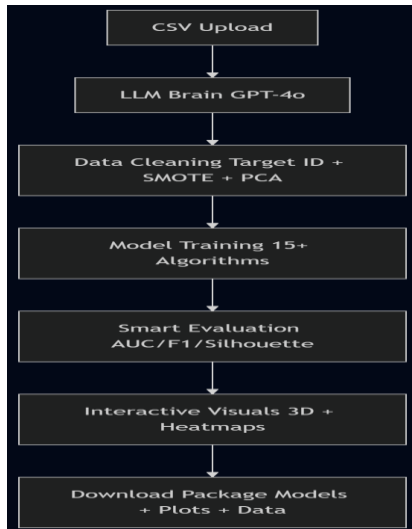 CSV Upload
LLM Brain GPT-4o
Data Cleaning Target ID +
SMOTE + PCA
Model Training 15+
Algorithms
Smart Evaluation
AUC/F1/Silhouette
Interactive Visuals 3D +
Heatmaps
Download Package Models
+ Plots + Data